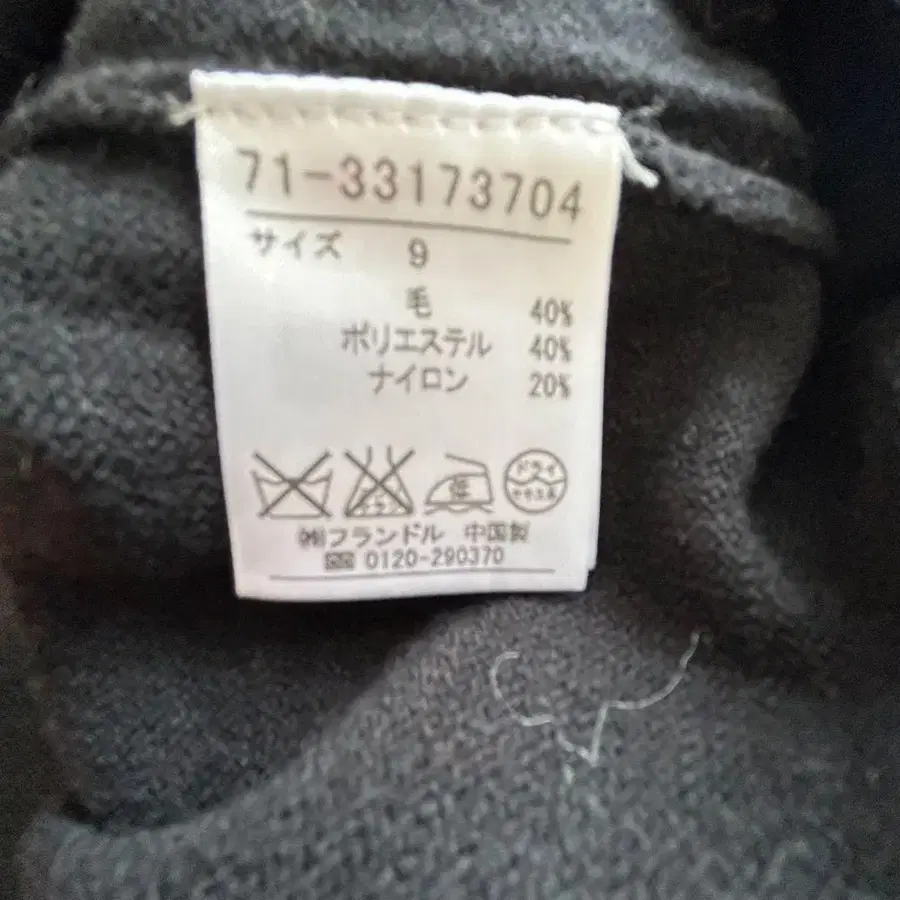 71-33173704
サイズ 9
毛 40%
ポリエステル 40%
ナイロン 20%
低 ドライ
㈱フランドル 中国製
0120-290370